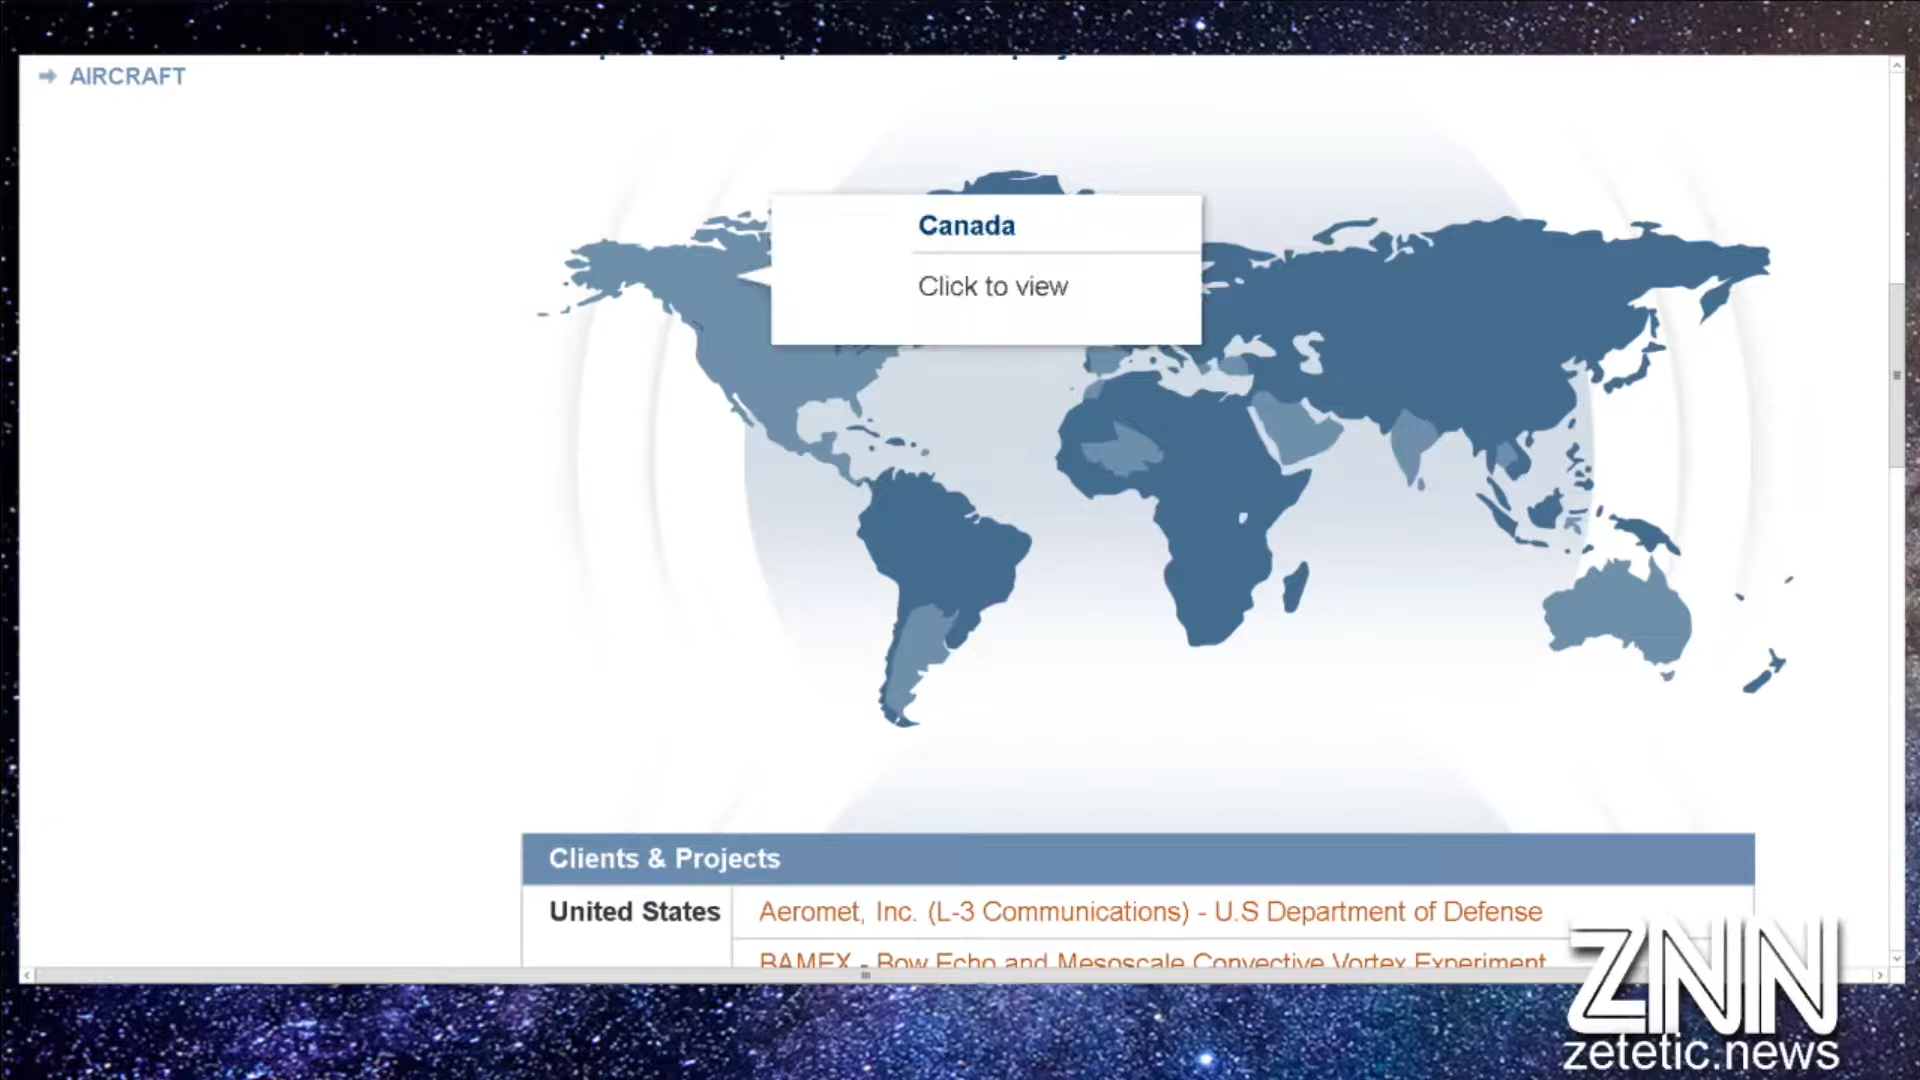 AIRCRAFT
Canada
Click to view
Clients & Projects
United States
Aeromet, Inc. (L-3 Communications) - U.S Department of Defense
BAMEX - Bow Echo and Mesoscale Convective Vortex Experiment
ZNN
zetetic.news